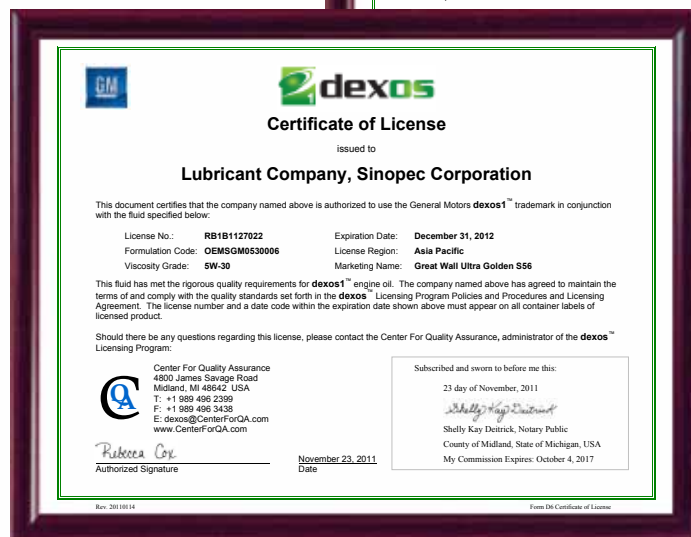 GM
dexos
1
Certificate of License
issued to
Lubricant Company, Sinopec Corporation
This document certifies that the company named above is authorized to use the General Motors dexos1™ trademark in conjunction
with the fluid specified below:
License No.: RB1B1127022 Expiration Date: December 31, 2012
Formulation Code: OEMSGM0530006 License Region: Asia Pacific
Viscosity Grade: 5W-30 Marketing Name: Great Wall Ultra Golden S56
This fluid has met the rigorous quality requirements for dexos1™ engine oil. The company named above has agreed to maintain the
terms of and comply with the quality standards set forth in the dexos™ Licensing Program Policies and Procedures and Licensing
Agreement. The license number and a date code within the expiration date shown above must appear on all container labels of
licensed product.
Should there be any questions regarding this license, please contact the Center For Quality Assurance, administrator of the dexos™
Licensing Program:
CQA
Center For Quality Assurance
4800 James Savage Road
Midland, MI 48642 USA
T: +1 989 496 2399
F: +1 989 496 3438
E: dexos@CenterForQA.com
www.CenterForQA.com
Rebecca Cox
Authorized Signature
November 23, 2011
Date
Subscribed and sworn to before me this:
23 day of November, 2011
Shelly Kay Deitrick
Shelly Kay Deitrick, Notary Public
County of Midland, State of Michigan, USA
My Commission Expires: October 4, 2017
Rev. 20110114
Form D6 Certificate of License